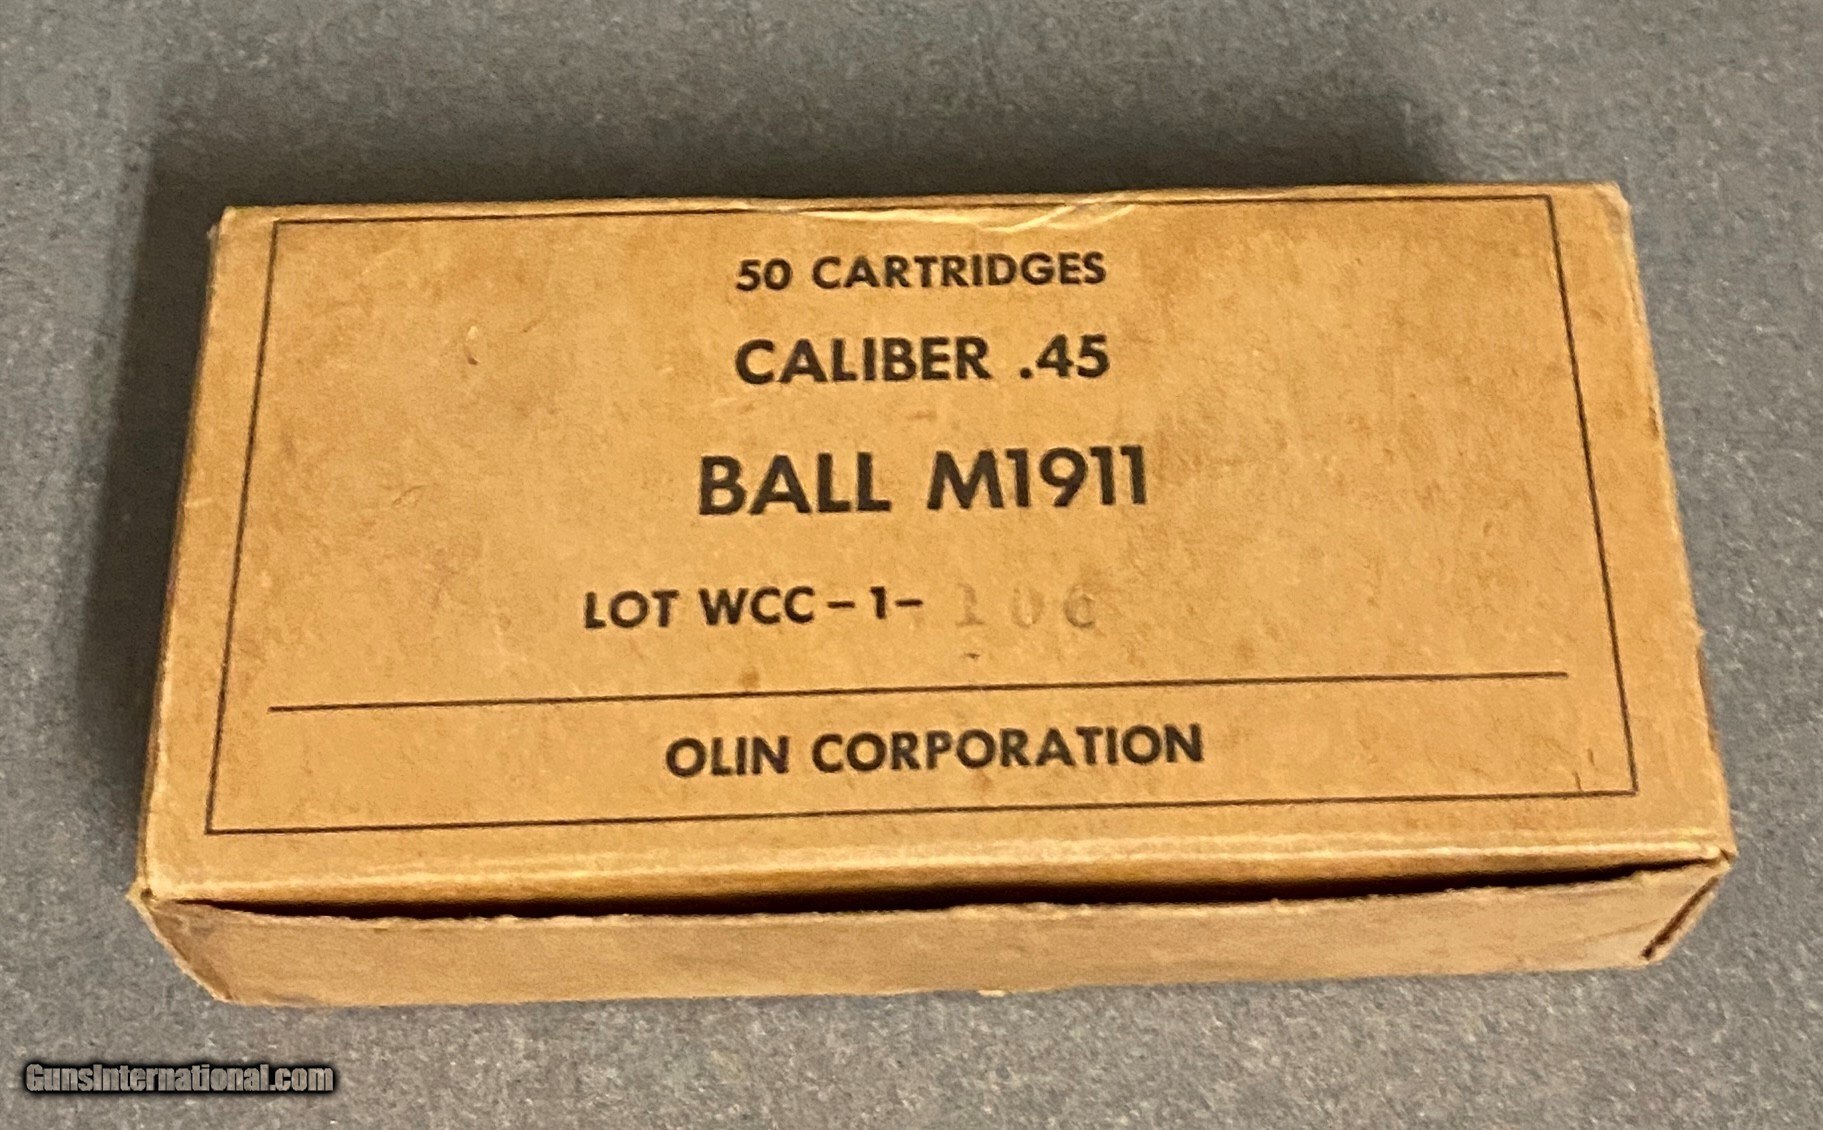 50 CARTRIDGES
CALIBER .45
BALL M1911
LOT WCC-1-106
OLIN CORPORATION
GunsInternational.com